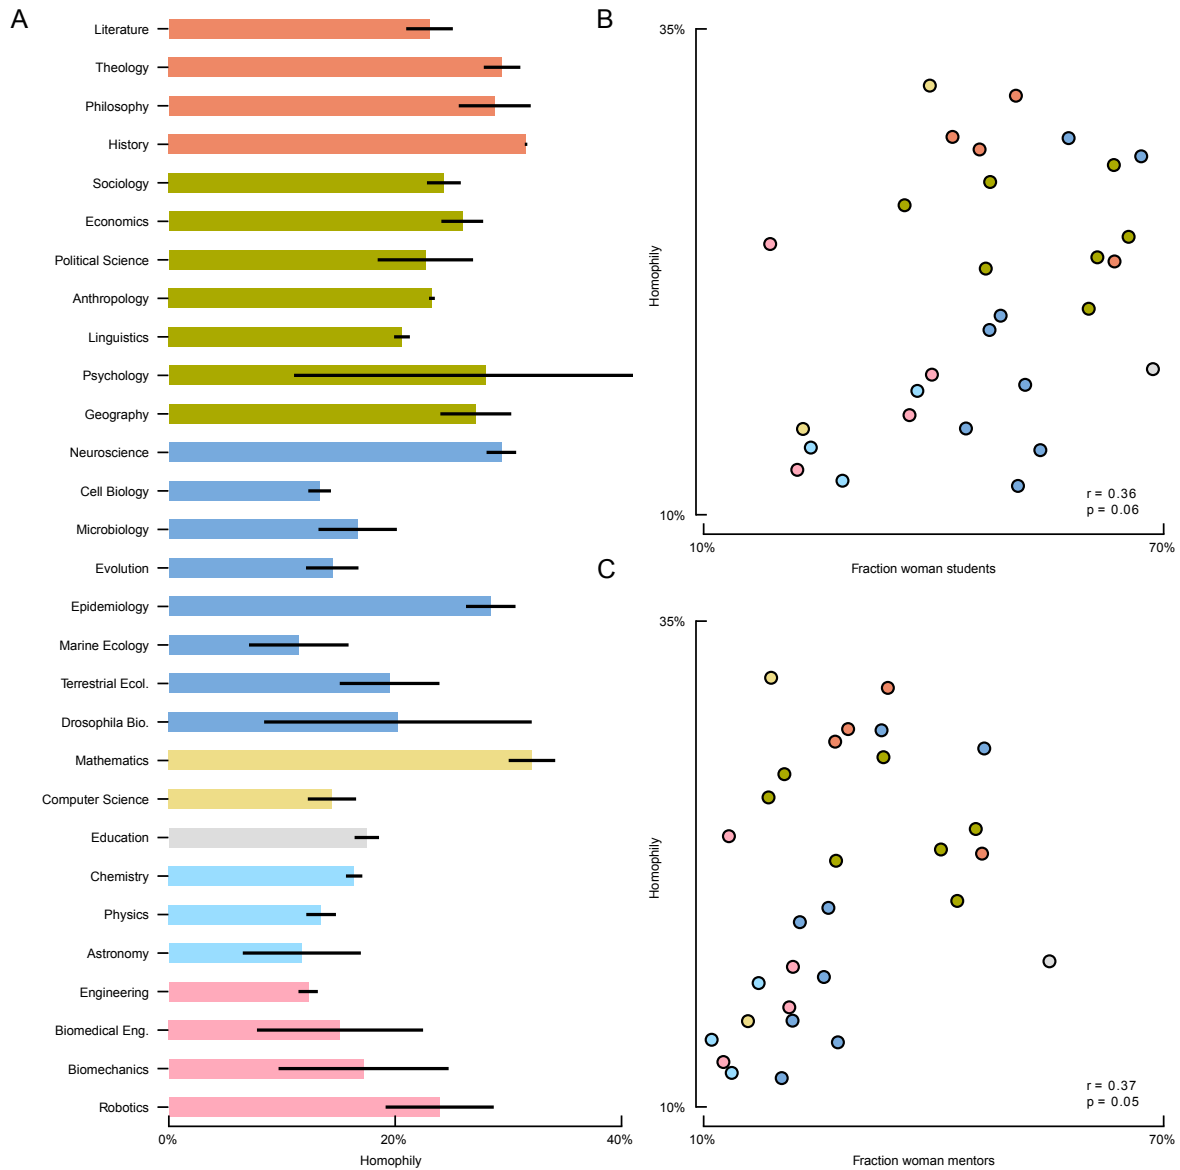 A
Literature
Theology
Philosophy
History
Sociology
Economics
Political Science
Anthropology
Linguistics
Psychology
Geography
Neuroscience
Cell Biology
Microbiology
Evolution
Epidemiology
Marine Ecology
Terrestrial Ecol.
Drosophila Bio.
Mathematics
Computer Science
Education
Chemistry
Physics
Astronomy
Engineering
Biomedical Eng.
Biomechanics
Robotics
0% 20% 40%
Homophily
B
35%
Homophily
10%
r = 0.36
p = 0.06
10% 70%
Fraction woman students
C
35%
Homophily
10%
r = 0.37
p = 0.05
10% 70%
Fraction woman mentors